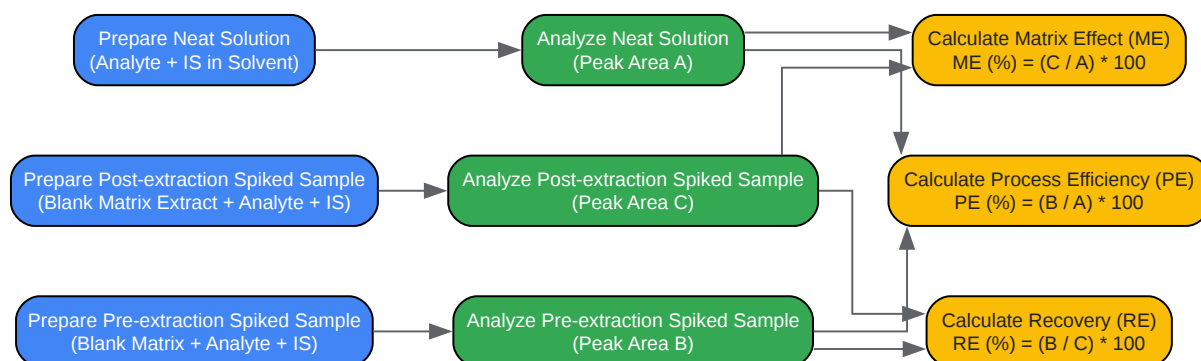 Prepare Neat Solution
(Analyte + IS in Solvent)
Analyze Neat Solution
(Peak Area A)
Calculate Matrix Effect (ME)
ME (%) = (C / A) * 100
Prepare Post-extraction Spiked Sample
(Blank Matrix Extract + Analyte + IS)
Analyze Post-extraction Spiked Sample
(Peak Area C)
Calculate Process Efficiency (PE)
PE (%) = (B / A) * 100
Prepare Pre-extraction Spiked Sample
(Blank Matrix + Analyte + IS)
Analyze Pre-extraction Spiked Sample
(Peak Area B)
Calculate Recovery (RE)
RE (%) = (B / C) * 100